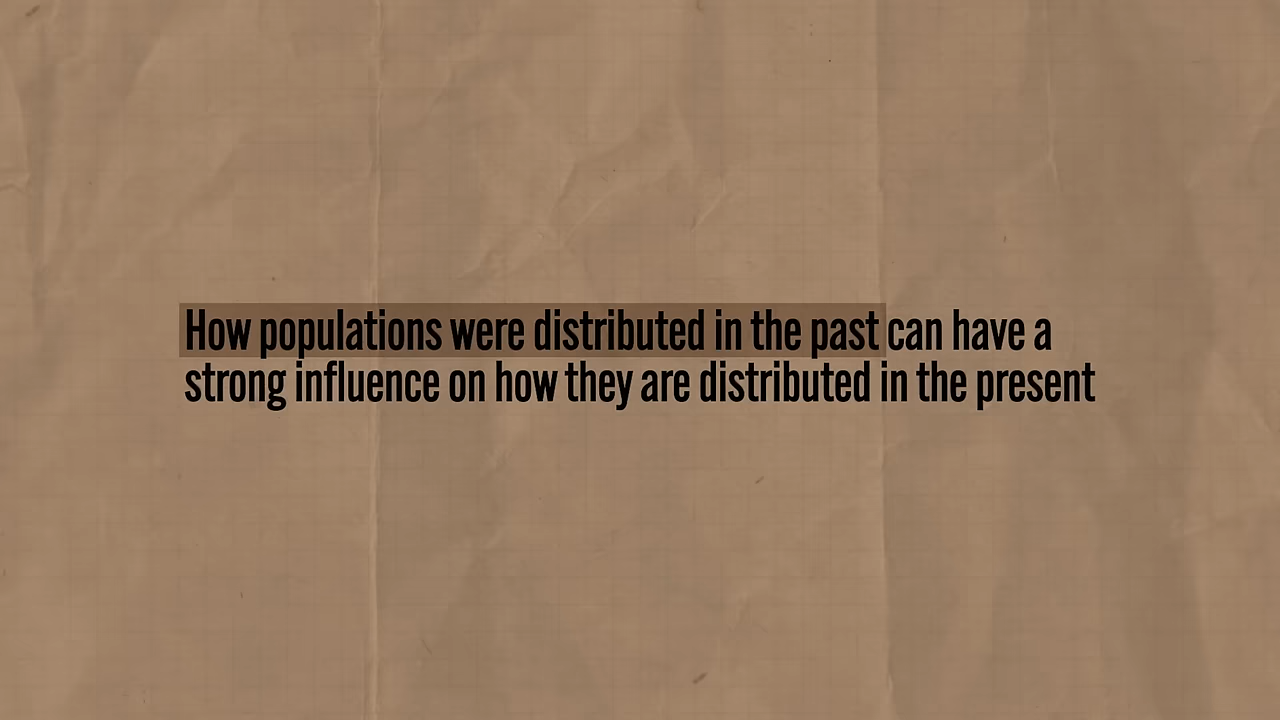 How populations were distributed in the past can have a
strong influence on how they are distributed in the present